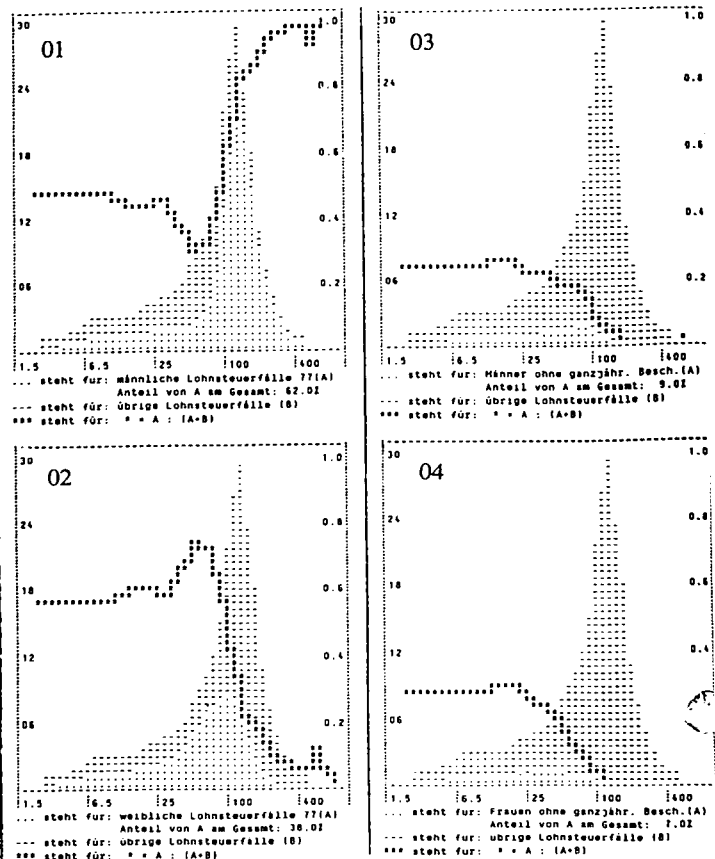 01
30
24
18
12
06
1.0
0.8
0.6
0.4
0.2
1.5 6.5 25 100 400
... steht fur: männliche Lohnsteuerfälle 77(A)
Anteil von A am Gesamt: 62.0%
--- steht für: übrige Lohnsteuerfälle (B)
*** steht für: * = A : (A+B)
02
30
24
18
12
06
1.0
0.8
0.6
0.4
0.2
1.5 6.5 25 100 400
... steht fur: weibliche Lohnsteuerfälle 77(A)
Anteil von A am Gesamt: 38.0%
--- steht für: übrige Lohnsteuerfälle (B)
*** steht für: * = A : (A+B)
03
30
24
18
12
06
1.0
0.8
0.6
0.4
0.2
1.5 6.5 25 100 400
... steht fur: Männer ohne ganzjähr. Besch.(A)
Anteil von A am Gesamt: 9.0%
--- steht für: übrige Lohnsteuerfälle (B)
*** steht für: * = A : (A+B)
04
30
24
18
12
06
1.0
0.8
0.6
0.4
1.5 6.5 25 100 400
... steht fur: Frauen ohne ganzjähr. Besch.(A)
Anteil von A am Gesamt: 7.0%
--- steht fur: ubrige Lohnsteuerfälle (B)
*** steht für: * = A : (A+B)